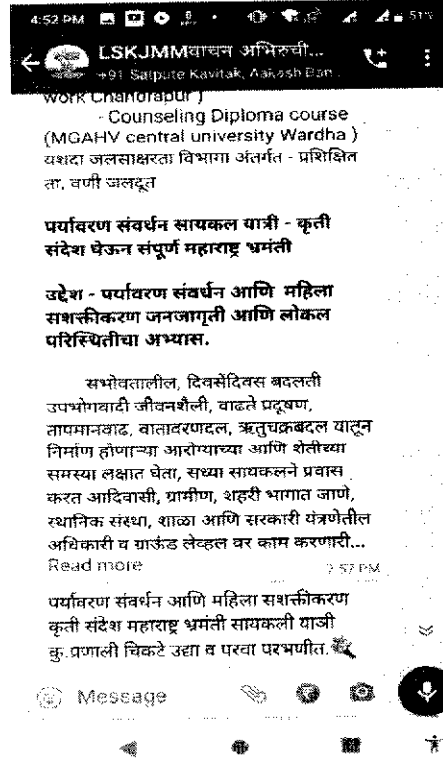 4:52 PM
51%
LSKJMMवाचन अभिरुची...
+91 Satpute Kavitak, Aakash Ban..
work Chandrapur )
- Counseling Diploma course
(MGAHV central university Wardha )
यशदा जलसाक्षरता विभागा अंतर्गत - प्रशिक्षित
ता. वणी जलदूत
पर्यावरण संवर्धन सायकल यात्री - कृती
संदेश घेऊन संपूर्ण महाराष्ट्र भ्रमंती
उद्देश - पर्यावरण संवर्धन आणि महिला
सशक्तीकरण जनजागृती आणि लोकल
परिस्थितीचा अभ्यास.
सभोवतालील, दिवसेंदिवस बदलती
उपभोगवादी जीवनशैली, वाढते प्रदूषण,
तापमानवाढ, वातावरणदल, ऋतुचक्रबदल यातून
निर्माण होणाऱ्या आरोग्याच्या आणि शेतीच्या
समस्या लक्षात घेता, सध्या सायकलने प्रवास
करत आदिवासी, ग्रामीण, शहरी भागात जाणे,
स्थानिक संस्था, शाळा आणि सरकारी यंत्रणेतील
अधिकारी व ग्राऊंड लेव्हल वर काम करणारी...
Read more
2:57 PM
पर्यावरण संवर्धन आणि महिला सशक्तीकरण
कृती संदेश महाराष्ट्र भ्रमंती सायकली यात्री
कु.प्रणाली चिकटे उद्या व परवा परभणीत.
Message